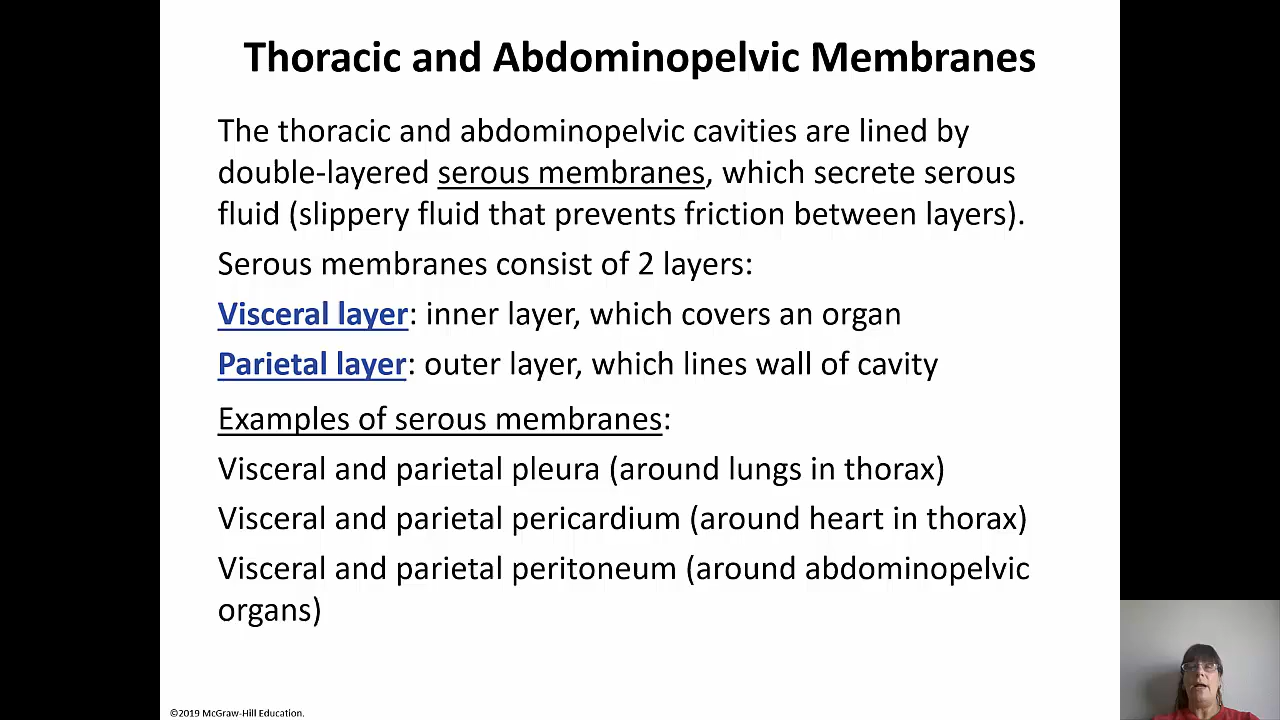 Thoracic and Abdominopelvic Membranes
The thoracic and abdominopelvic cavities are lined by
double-layered serous membranes, which secrete serous
fluid (slippery fluid that prevents friction between layers).
Serous membranes consist of 2 layers:
Visceral layer: inner layer, which covers an organ
Parietal layer: outer layer, which lines wall of cavity
Examples of serous membranes:
Visceral and parietal pleura (around lungs in thorax)
Visceral and parietal pericardium (around heart in thorax)
Visceral and parietal peritoneum (around abdominopelvic
organs)
©2019 McGraw-Hill Education.